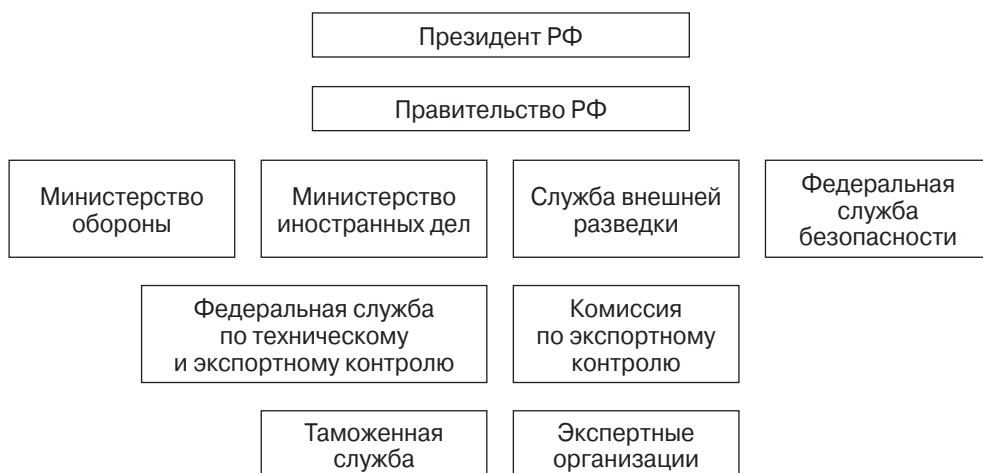 Президент РФ
Правительство РФ
Министерство
обороны
Министерство
иностранных дел
Служба внешней
разведки
Федеральная
служба
безопасности
Федеральная служба
по техническому
и экспортному контролю
Комиссия
по экспортному
контролю
Таможенная
служба
Экспертные
организации